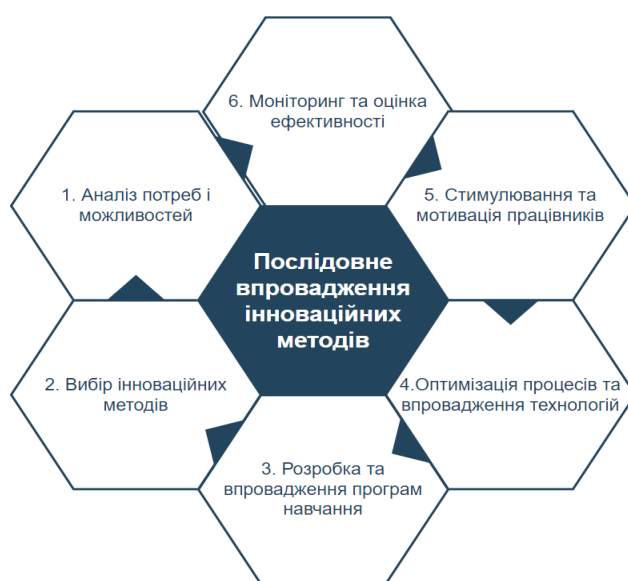 6. Моніторинг та оцінка
ефективності
1. Аналіз потреб і
можливостей
5. Стимулювання та
мотивація працівників
Послідовне
впровадження
інноваційних
методів
2. Вибір інноваційних
методів
4.Оптимізація процесів та
впровадження технологій
3. Розробка та
впровадження програм
навчання